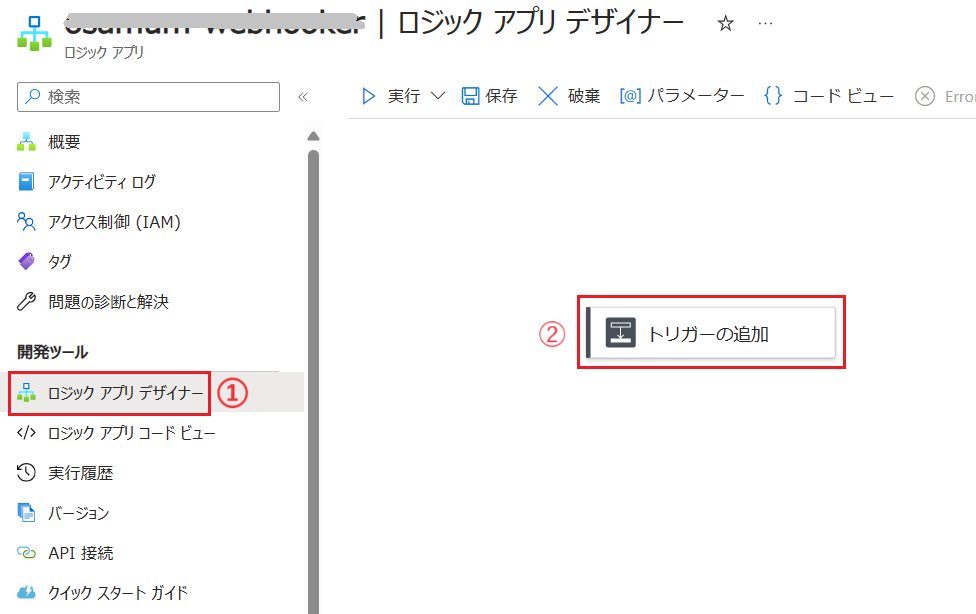 | ロジック アプリ デザイナー
ロジック アプリ
検索
実行 保存 破棄 [@] パラメーター {} コード ビュー
概要
アクティビティ ログ
アクセス制御 (IAM)
タグ
問題の診断と解決
② トリガーの追加
開発ツール
ロジック アプリ デザイナー ①
ロジック アプリ コード ビュー
実行履歴
バージョン
API 接続
クイック スタート ガイド